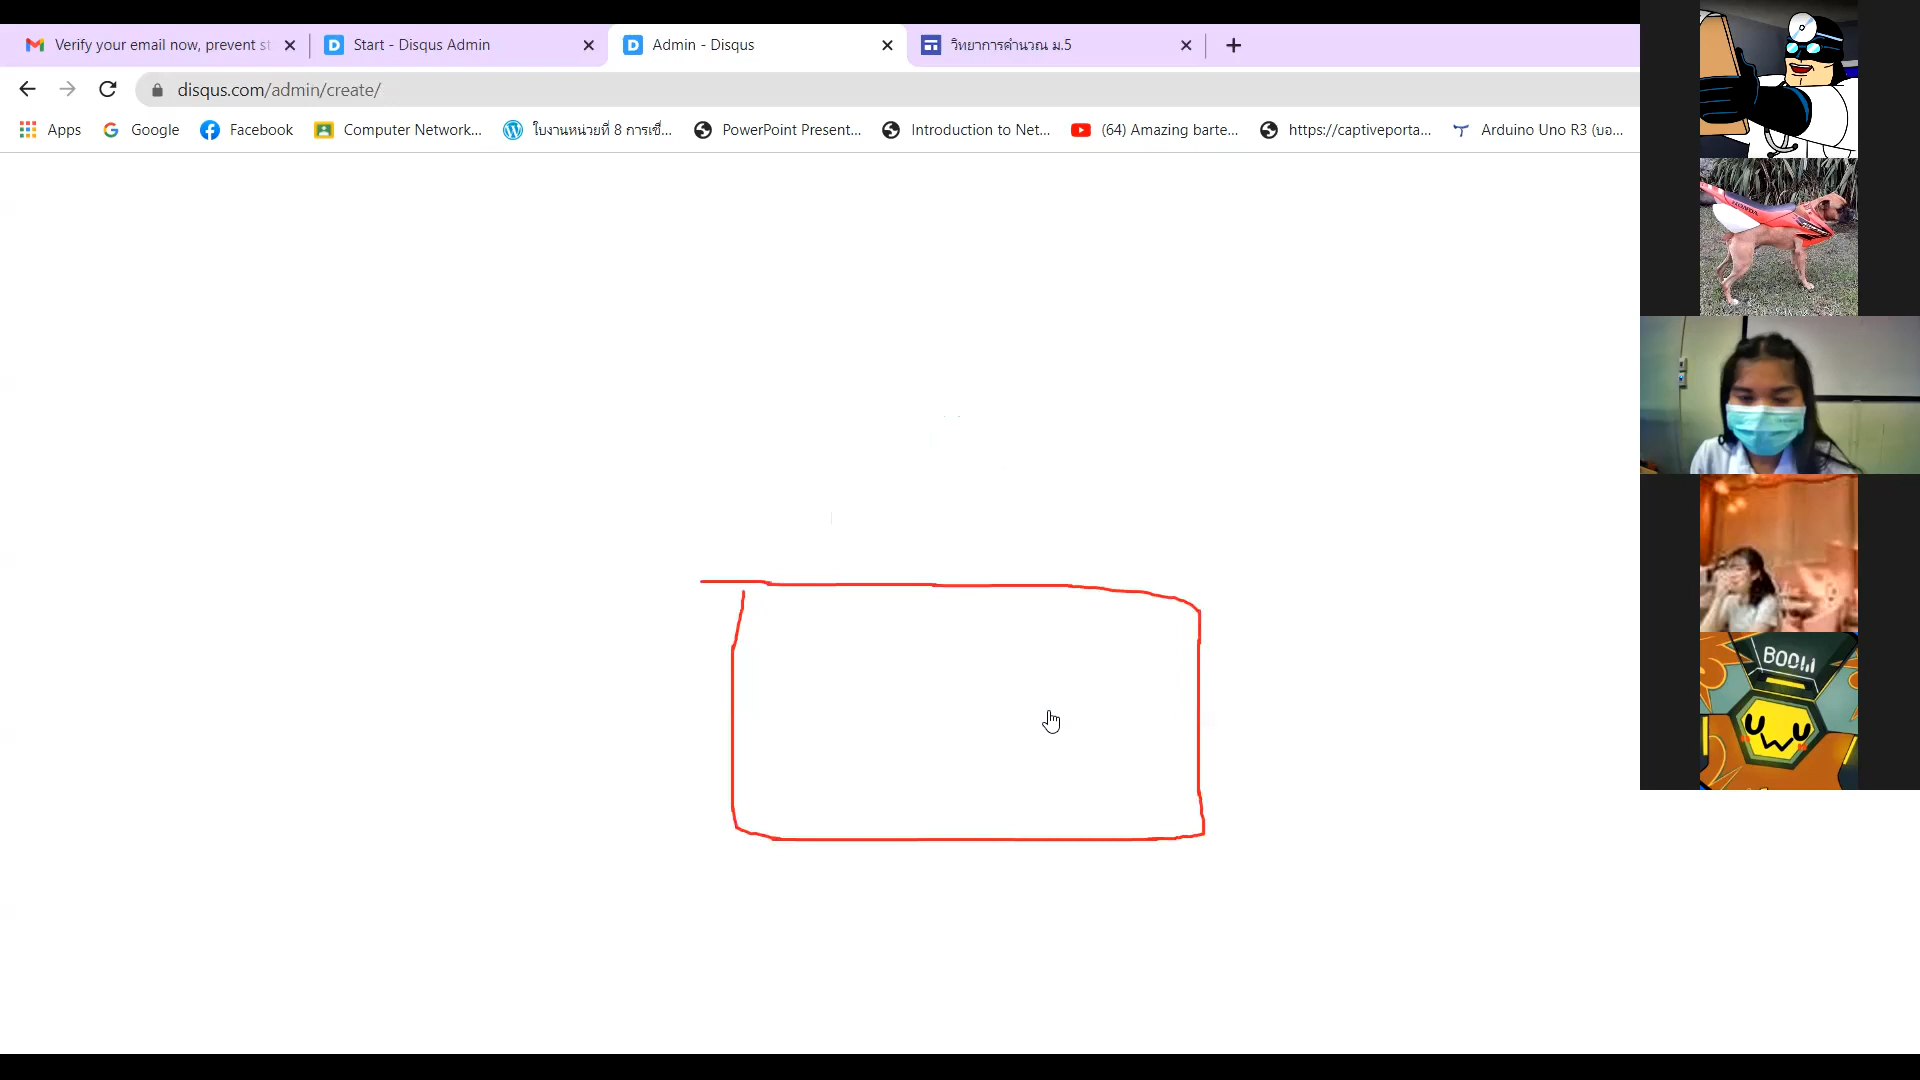 Verify your email now, prevent st
Start - Disqus Admin
Admin - Disqus
วิทยาการคำนวณ ม.5
disqus.com/admin/create/
Apps
Google
Facebook
Computer Network...
ใบงานหน่วยที่ 8 การเชื่...
PowerPoint Present...
Introduction to Net...
(64) Amazing barte...
https://captiveporta...
Arduino Uno R3 (บอ...
HONDA
BOOM
UwU